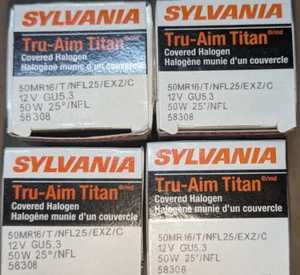 SYLVANIA
Tru-Aim Titan®/md
Covered Halogen
Halogène munie d'un couvercle
50MR16/T/NFL25/EXZ/C
12V GU5.3
50W 25°/NFL
58308
SYLVANIA
Tru-Aim Titan®/md
Covered Halogen
Halogène munie d'un couvercle
50MR16/T/NFL25/EXZ/C
12V GU5.3
50W 25°/NFL
58308
SYLVANIA
Tru-Aim Titan®/md
Covered Halogen
Halogène munie d'un couvercle
50MR16/T/NFL25/EXZ/C
12V GU5.3
50W 25°/NFL
58308
SYLVANIA
Tru-Aim Titan®/md
Covered Halogen
Halogène munie d'un couvercle
50MR16/T/NFL25/EXZ/C
12V GU5.3
50W 25°/NFL
58308